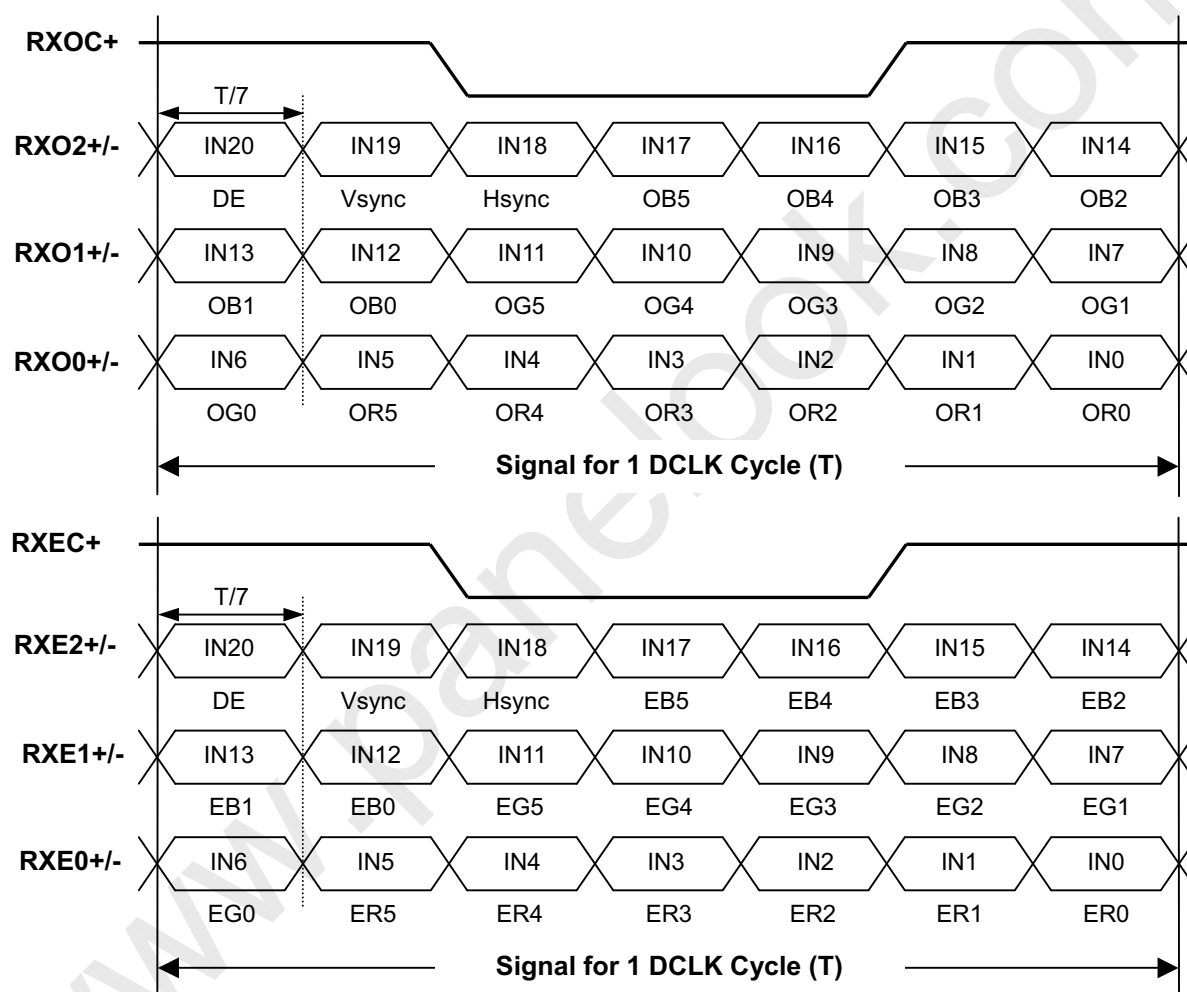 RXOC+
T/7
RXO2+/- IN20 IN19 IN18 IN17 IN16 IN15 IN14
DE Vsync Hsync OB5 OB4 OB3 OB2
RXO1+/- IN13 IN12 IN11 IN10 IN9 IN8 IN7
OB1 OB0 OG5 OG4 OG3 OG2 OG1
RXO0+/- IN6 IN5 IN4 IN3 IN2 IN1 IN0
OG0 OR5 OR4 OR3 OR2 OR1 OR0
Signal for 1 DCLK Cycle (T)
RXEC+
T/7
RXE2+/- IN20 IN19 IN18 IN17 IN16 IN15 IN14
DE Vsync Hsync EB5 EB4 EB3 EB2
RXE1+/- IN13 IN12 IN11 IN10 IN9 IN8 IN7
EB1 EB0 EG5 EG4 EG3 EG2 EG1
RXE0+/- IN6 IN5 IN4 IN3 IN2 IN1 IN0
EG0 ER5 ER4 ER3 ER2 ER1 ER0
Signal for 1 DCLK Cycle (T)
www.panelook.com